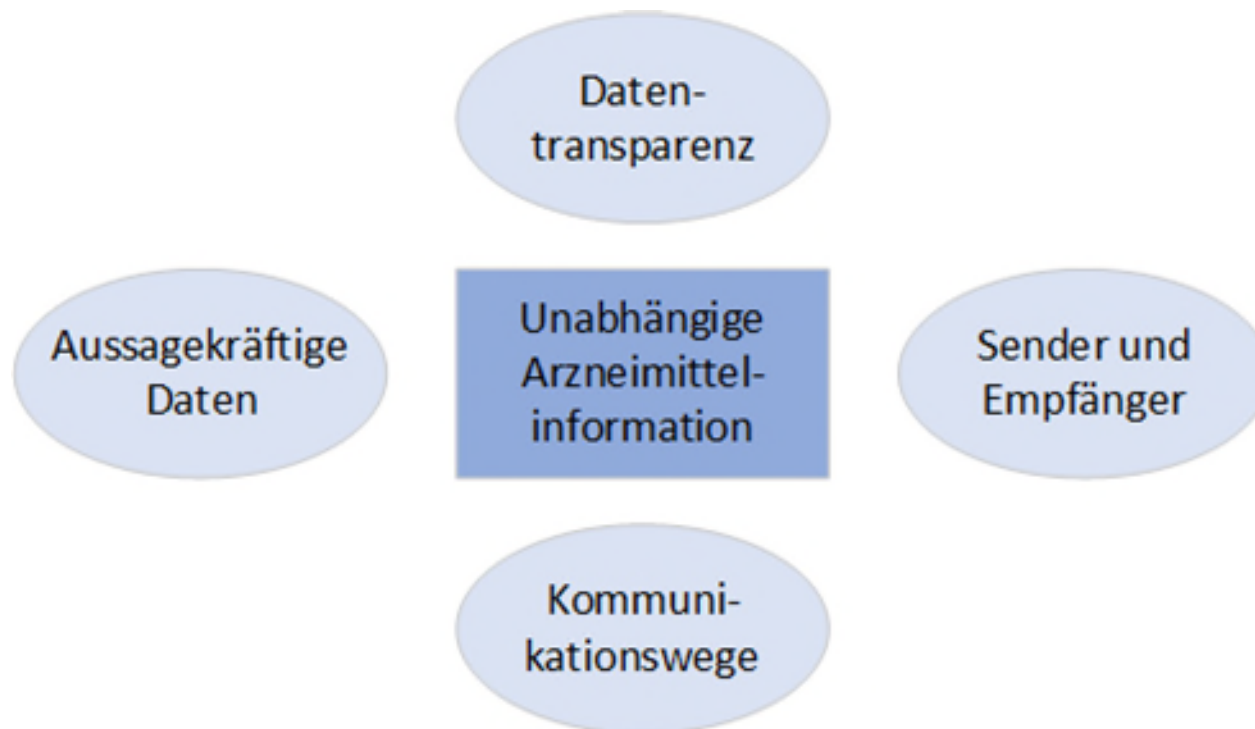 Daten-
transparenz
Aussagekräftige
Daten
Unabhängige
Arzneimittel-
information
Sender und
Empfänger
Kommuni-
kationswege